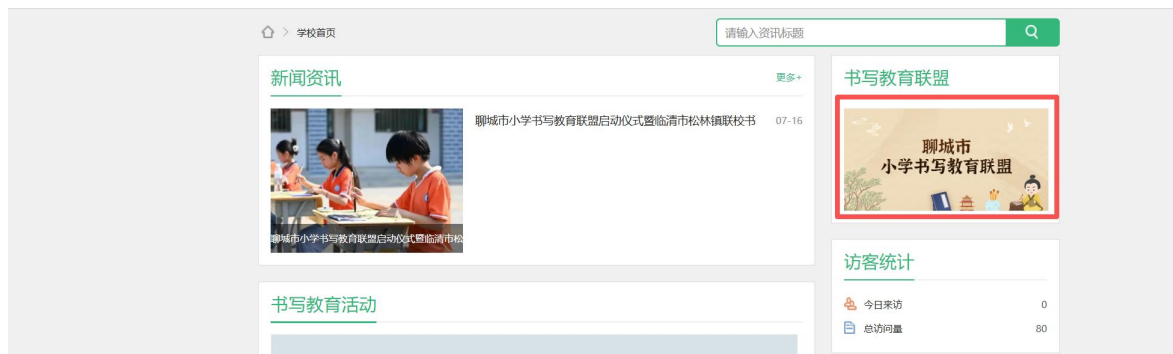 学校首页
请输入资讯标题
新闻资讯
更多+
聊城市小学书写教育联盟启动仪式暨临清市松林镇联校书
07-16
聊城市小学书写教育联盟启动仪式暨临清市松
书写教育活动
书写教育联盟
聊城市
小学书写教育联盟
访客统计
今日来访
0
总访问量
80